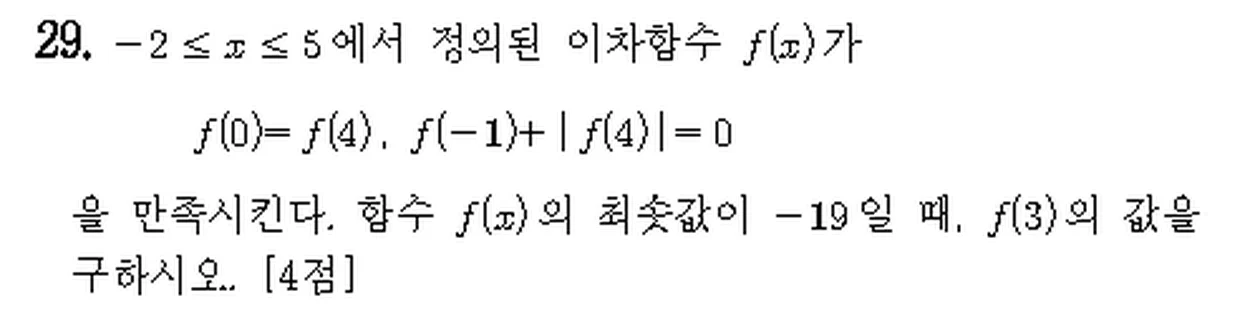 29. −2 ≤ x ≤ 5에서 정의된 이차함수 f(x)가
f(0)= f(4), f(−1)+| f(4)|= 0
을 만족시킨다. 함수 f(x)의 최솟값이 −19일 때, f(3)의 값을
구하시오.. [4점]